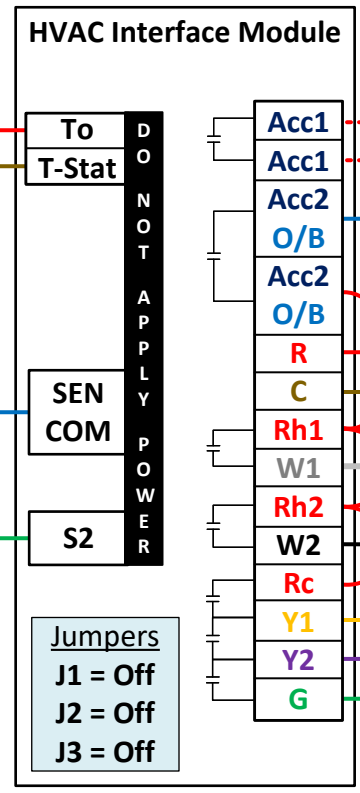 HVAC Interface Module
To
T-Stat
SEN
COM
S2
DO NOT APPLY POWER
Acc1
Acc1
Acc2
O/B
Acc2
O/B
R
C
Rh1
W1
Rh2
W2
Rc
Y1
Y2
G
Jumpers
J1 = Off
J2 = Off
J3 = Off